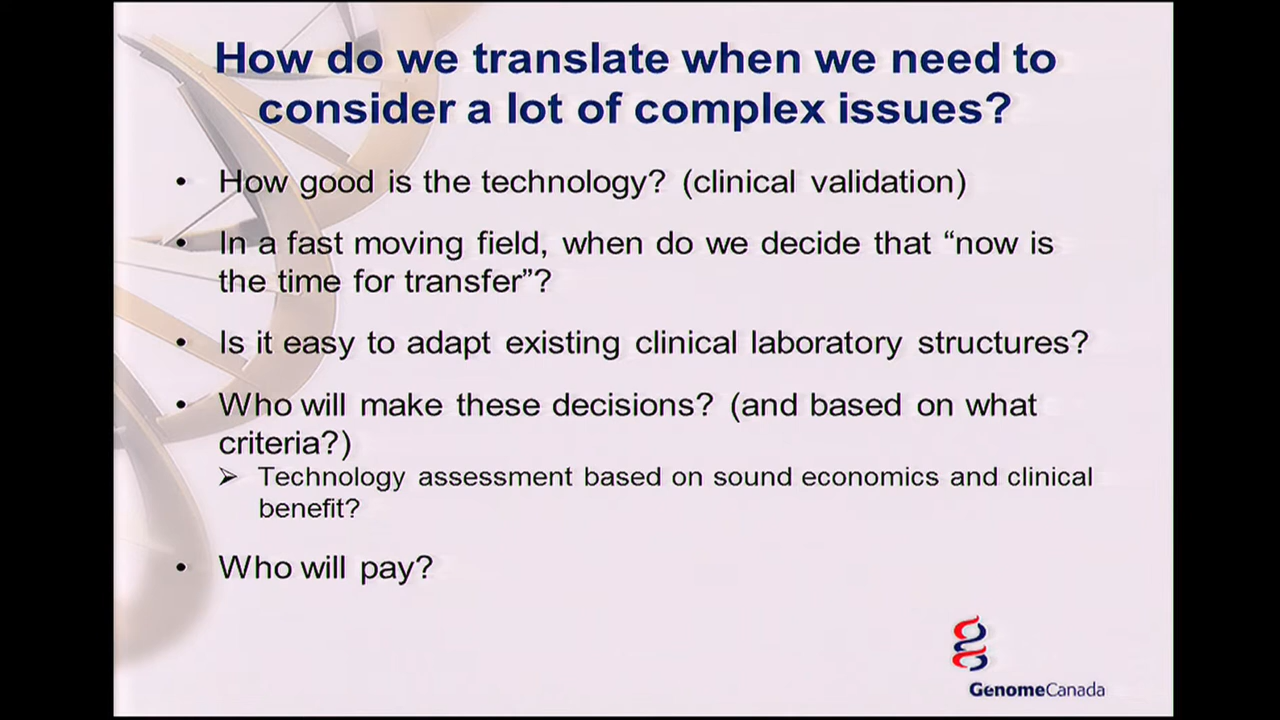 How do we translate when we need to
consider a lot of complex issues?
• How good is the technology? (clinical validation)
• In a fast moving field, when do we decide that “now is
the time for transfer”?
• Is it easy to adapt existing clinical laboratory structures?
• Who will make these decisions? (and based on what
criteria?)
➢ Technology assessment based on sound economics and clinical
benefit?
• Who will pay?
GenomeCanada